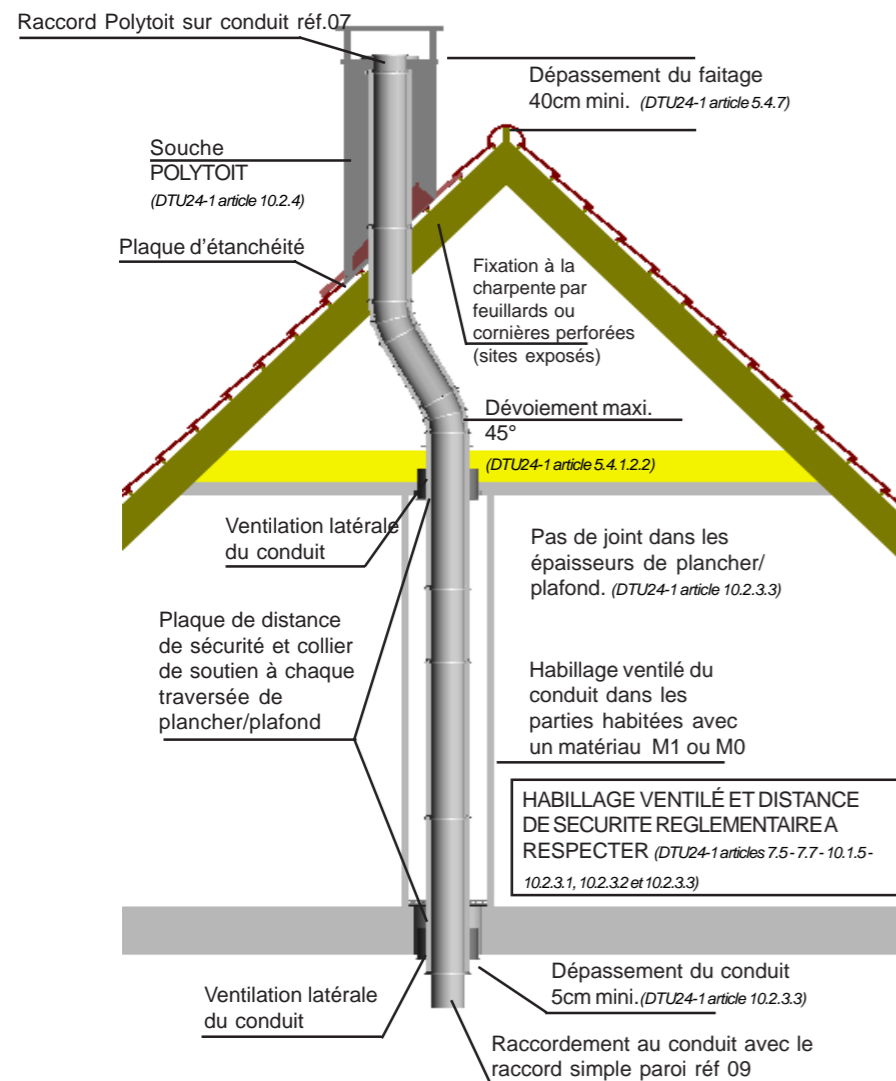 Raccord Polytoit sur conduit réf.07
Dépassement du faitage
40cm mini. (DTU24-1 article 5.4.7)
Souche
POLYTOIT
(DTU24-1 article 10.2.4)
Plaque d'étanchéité
Fixation à la
charpente par
feuillards ou
cornières perforées
(sites exposés)
Dévoiement maxi.
45°
(DTU24-1 article 5.4.1.2.2)
Ventilation latérale
du conduit
Pas de joint dans les
épaisseurs de plancher/
plafond. (DTU24-1 article 10.2.3.3)
Plaque de distance
de sécurité et collier
de soutien à chaque
traversée de
plancher/plafond
Habillage ventilé du
conduit dans les
parties habitées avec
un matériau M1 ou M0
HABILLAGE VENTILÉ ET DISTANCE
DE SECURITE REGLEMENTAIRE A
RESPECTER (DTU24-1 articles 7.5 - 7.7 - 10.1.5 -
10.2.3.1, 10.2.3.2 et 10.2.3.3)
Dépassement du conduit
5cm mini. (DTU24-1 article 10.2.3.3)
Ventilation latérale
du conduit
Raccordement au conduit avec le
raccord simple paroi réf 09